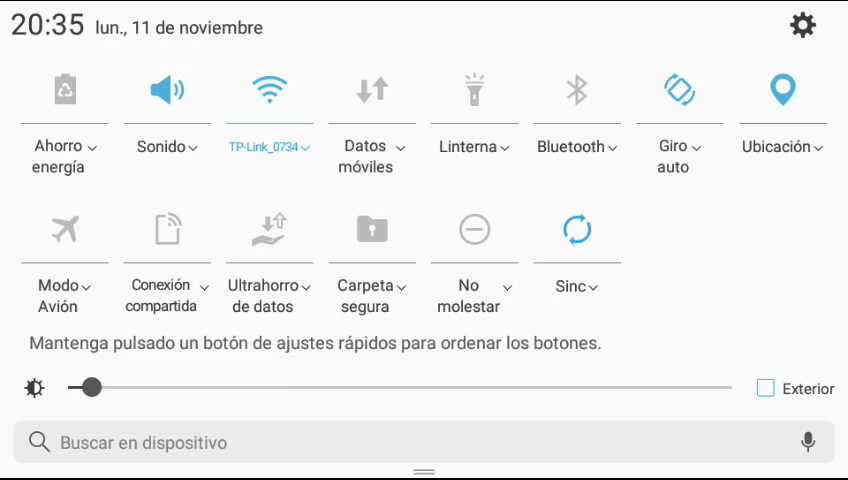 20:35 lun., 11 de noviembre
Ahorro energía
Sonido
TP-Link_0734
Datos móviles
Linterna
Bluetooth
Giro auto
Ubicación
Modo Avión
Conexión compartida
Ultrahorro de datos
Carpeta segura
No molestar
Sinc
Mantenga pulsado un botón de ajustes rápidos para ordenar los botones.
Exterior
Buscar en dispositivo